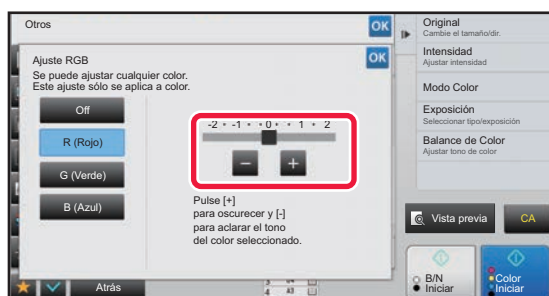 Otros
OK
Ajuste RGB
OK
Se puede ajustar cualquier color.
Este ajuste sólo se aplica a color.
Off
R (Rojo)
G (Verde)
B (Azul)
-2 • -1 • • 0 • • 1 • 2
− +
Pulse [+]
para oscurecer y [-]
para aclarar el tono
del color seleccionado.
Atrás
A3
Original
Cambie el tamaño/dir.
Intensidad
Ajustar intensidad
Modo Color
Exposición
Seleccionar tipo/exposición
Balance de Color
Ajustar tono de color
Vista previa
CA
B/N
Iniciar
Color
Iniciar